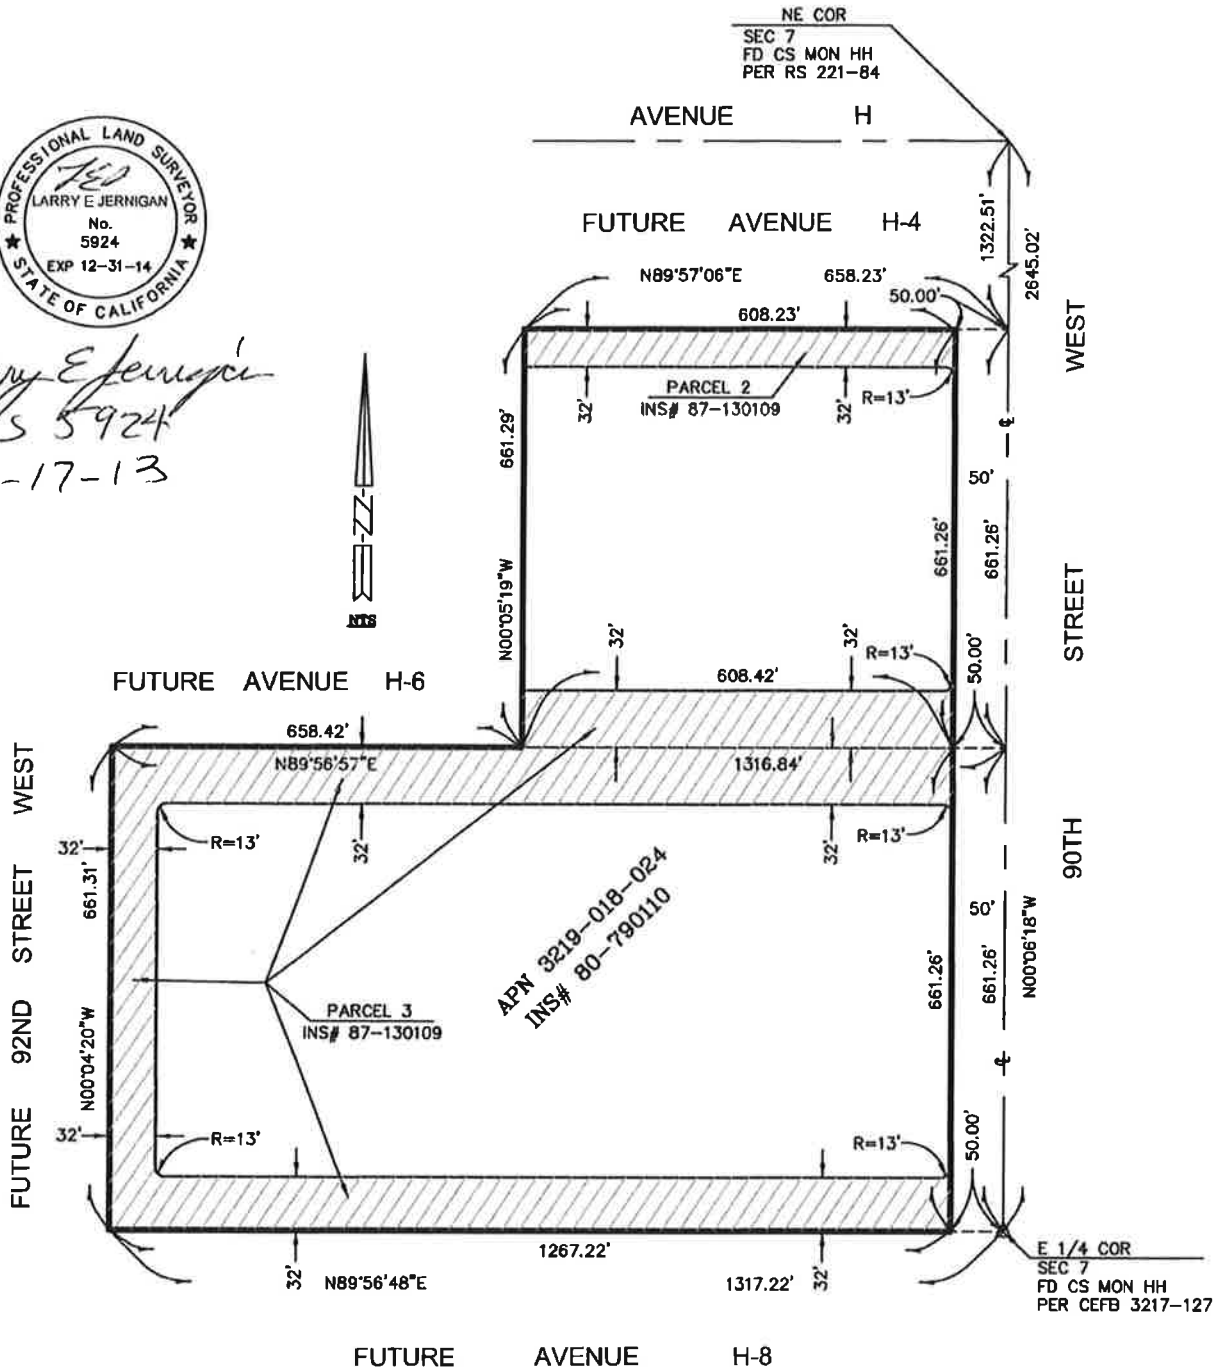 NE COR
SEC 7
FD CS MON HH
PER RS 221-84
AVENUE H
PROFESSIONAL LAND SURVEYOR
LARRY E JERNIGAN
No.
5924
EXP 12-31-14
STATE OF CALIFORNIA
5924
-17-13
FUTURE AVENUE H-4
1322.51'
2645.02'
N89°57'06"E 658.23'
50.00'
608.23'
PARCEL 2
INS# 87-130109
32'
32'
R=13'
WEST
661.29'
N00°05'19"W
℄
50'
661.26'
661.26'
STREET
NTS
32'
32'
R=13'
50.00'
608.42'
FUTURE AVENUE H-6
658.42'
N89°56'57"E
1316.84'
R=13'
32'
32'
R=13'
32'
661.31'
FUTURE 92ND STREET WEST
N00°04'20"W
APN 3219-018-024
INS# 80-790110
90TH
50'
661.26'
661.26'
N00°06'18"W
℄
PARCEL 3
INS# 87-130109
32'
R=13'
R=13'
50.00'
1267.22'
32'
N89°56'48"E
1317.22'
32'
E 1/4 COR
SEC 7
FD CS MON HH
PER CEFB 3217-127
FUTURE AVENUE H-8